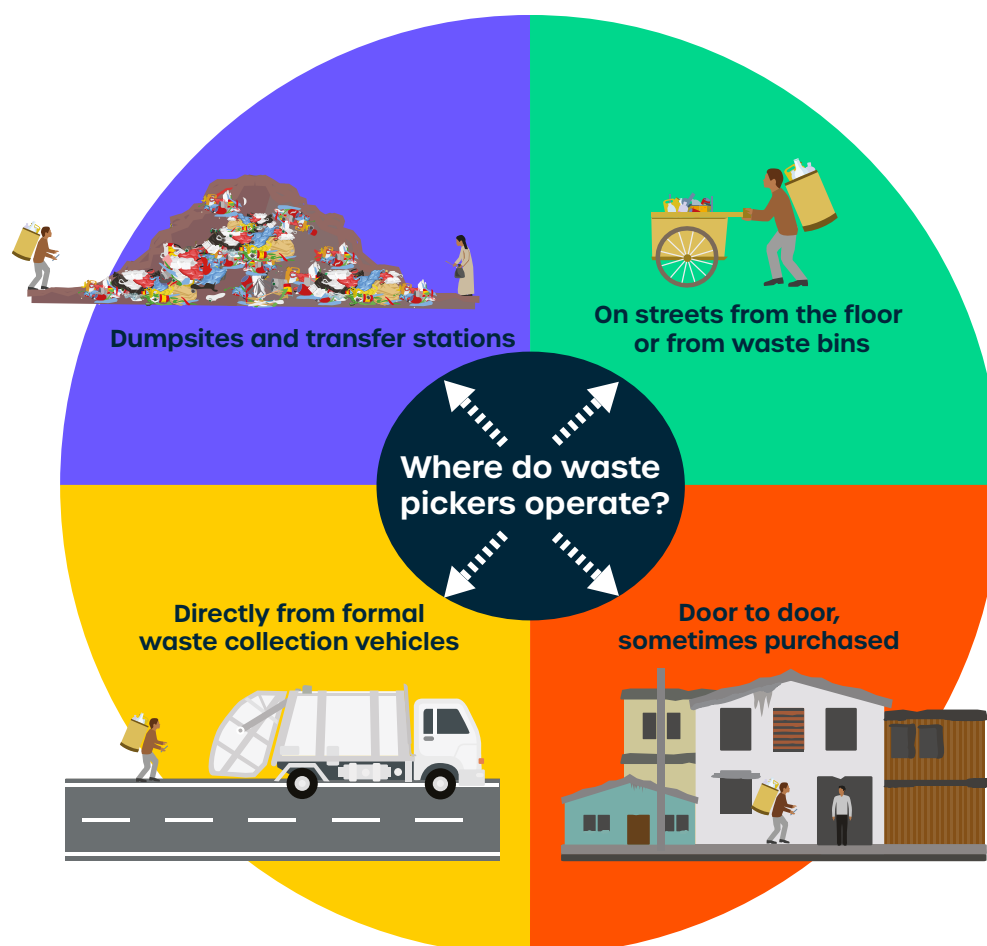 Dumpsites and transfer stations
On streets from the floor
or from waste bins
Where do waste
pickers operate?
Directly from formal
waste collection vehicles
Door to door,
sometimes purchased